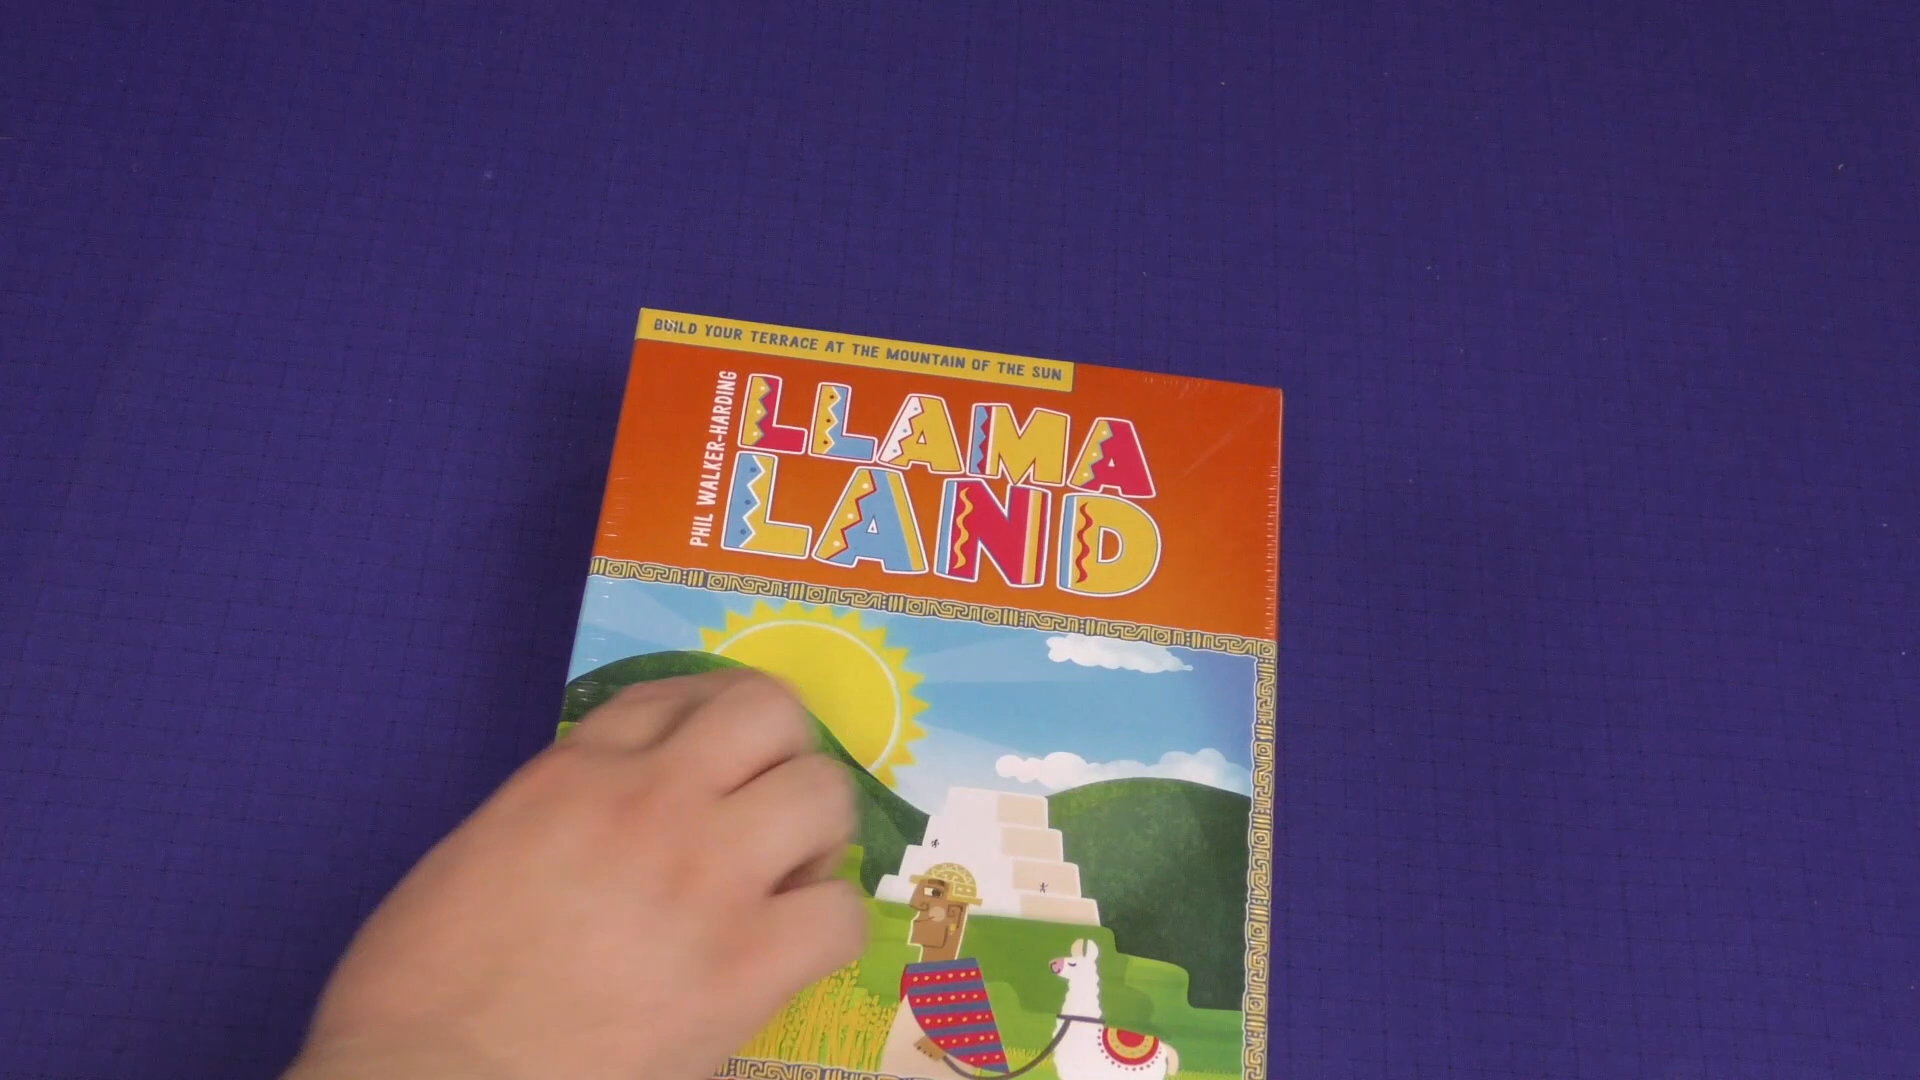 BUILD YOUR TERRACE AT THE MOUNTAIN OF THE SUN
PHIL WALKER-HARDING
LLAMA
LAND